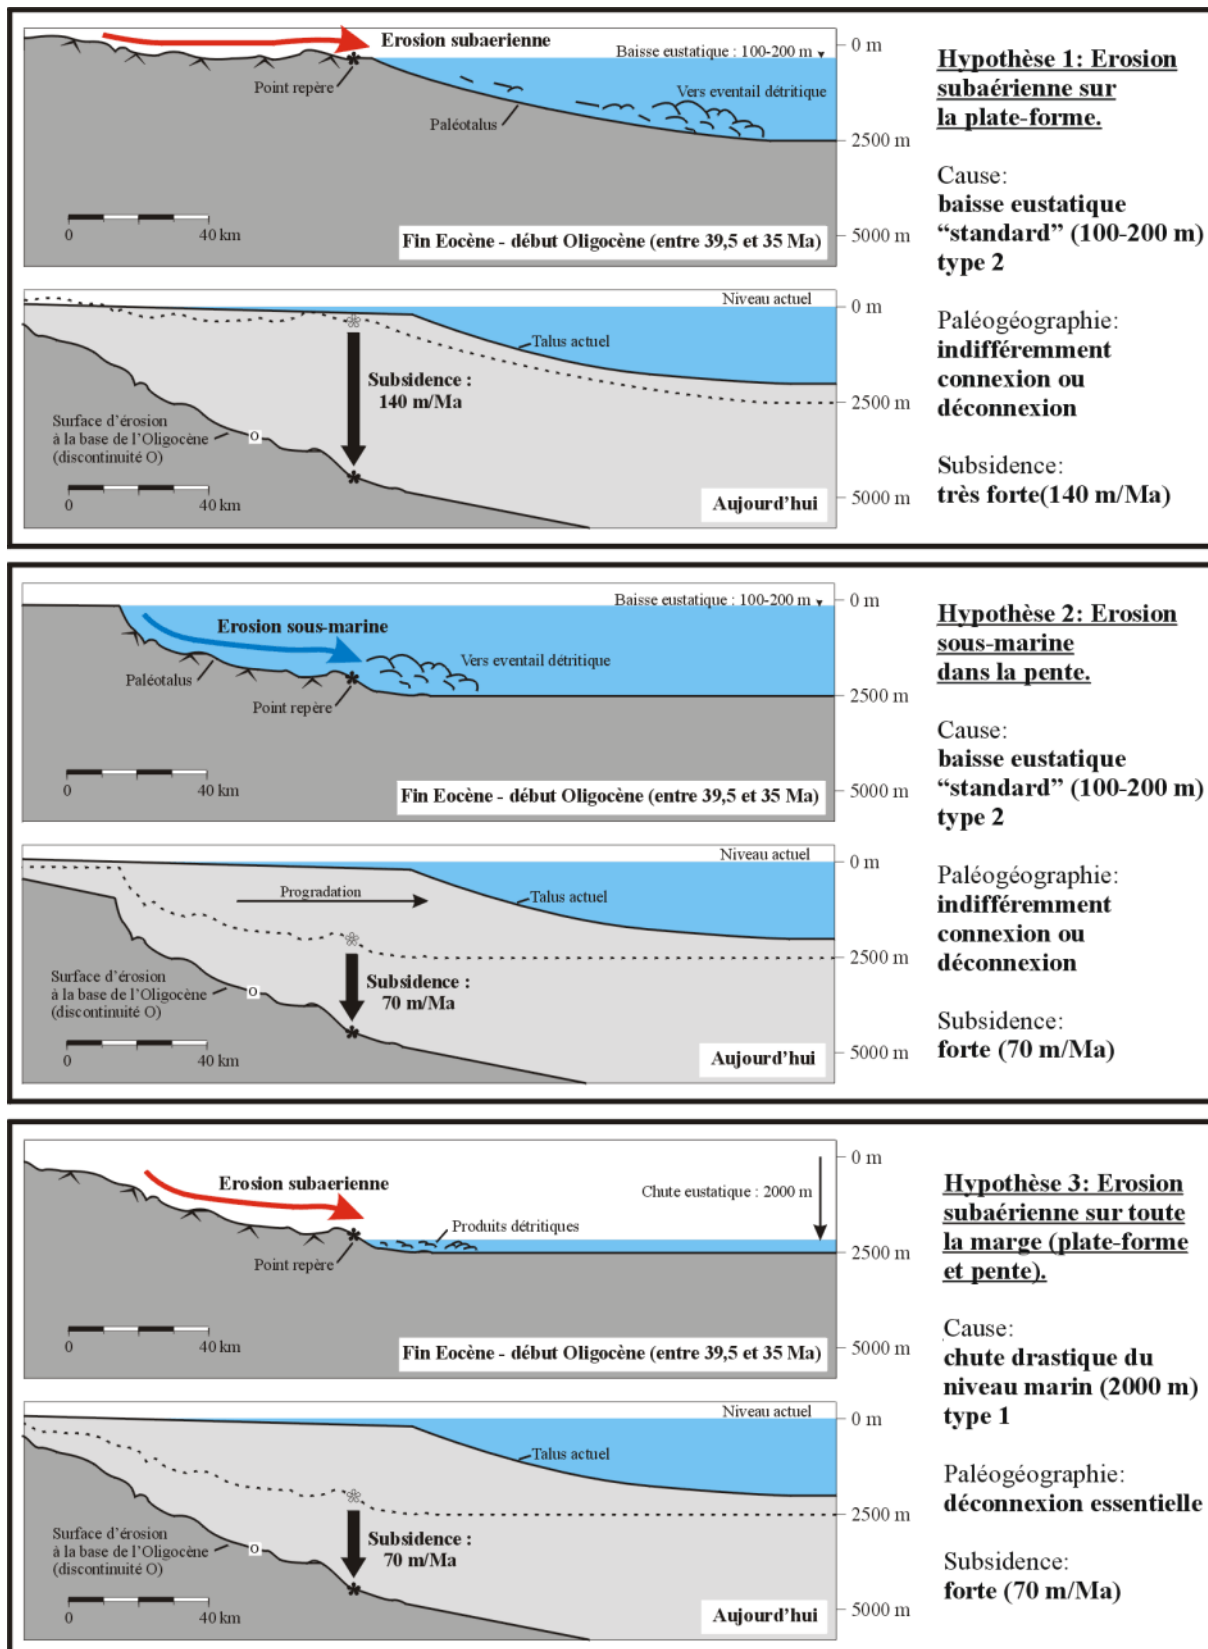 Erosion subaerienne
Baisse eustatique : 100-200 m
0 m
Point repère
Vers eventail détritique
Paléotalus
2500 m
0 40 km
Fin Eocène - début Oligocène (entre 39,5 et 35 Ma)
5000 m
Niveau actuel
0 m
Talus actuel
Subsidence :
140 m/Ma
2500 m
Surface d'érosion
à la base de l'Oligocène
(discontinuité O)
O
0 40 km
Aujourd'hui
5000 m
Hypothèse 1: Erosion
subaérienne sur
la plate-forme.
Cause:
baisse eustatique
“standard” (100-200 m)
type 2
Paléogéographie:
indifféremment
connexion ou
déconnexion
Subsidence:
très forte(140 m/Ma)
Baisse eustatique : 100-200 m
0 m
Erosion sous-marine
Vers eventail détritique
Paléotalus
Point repère
2500 m
0 40 km
Fin Eocène - début Oligocène (entre 39,5 et 35 Ma)
5000 m
Niveau actuel
0 m
Progradation
Talus actuel
2500 m
Subsidence :
70 m/Ma
Surface d'érosion
à la base de l'Oligocène
(discontinuité O)
O
0 40 km
Aujourd'hui
5000 m
Hypothèse 2: Erosion
sous-marine
dans la pente.
Cause:
baisse eustatique
“standard” (100-200 m)
type 2
Paléogéographie:
indifféremment
connexion ou
déconnexion
Subsidence:
forte (70 m/Ma)
0 m
Erosion subaerienne
Chute eustatique : 2000 m
Produits détritiques
Point repère
2500 m
0 40 km
Fin Eocène - début Oligocène (entre 39,5 et 35 Ma)
5000 m
Niveau actuel
0 m
Talus actuel
2500 m
Subsidence :
70 m/Ma
Surface d'érosion
à la base de l'Oligocène
(discontinuité O)
O
0 40 km
Aujourd'hui
5000 m
Hypothèse 3: Erosion
subaérienne sur toute
la marge (plate-forme
et pente).
Cause:
chute drastique du
niveau marin (2000 m)
type 1
Paléogéographie:
déconnexion essentielle
Subsidence:
forte (70 m/Ma)